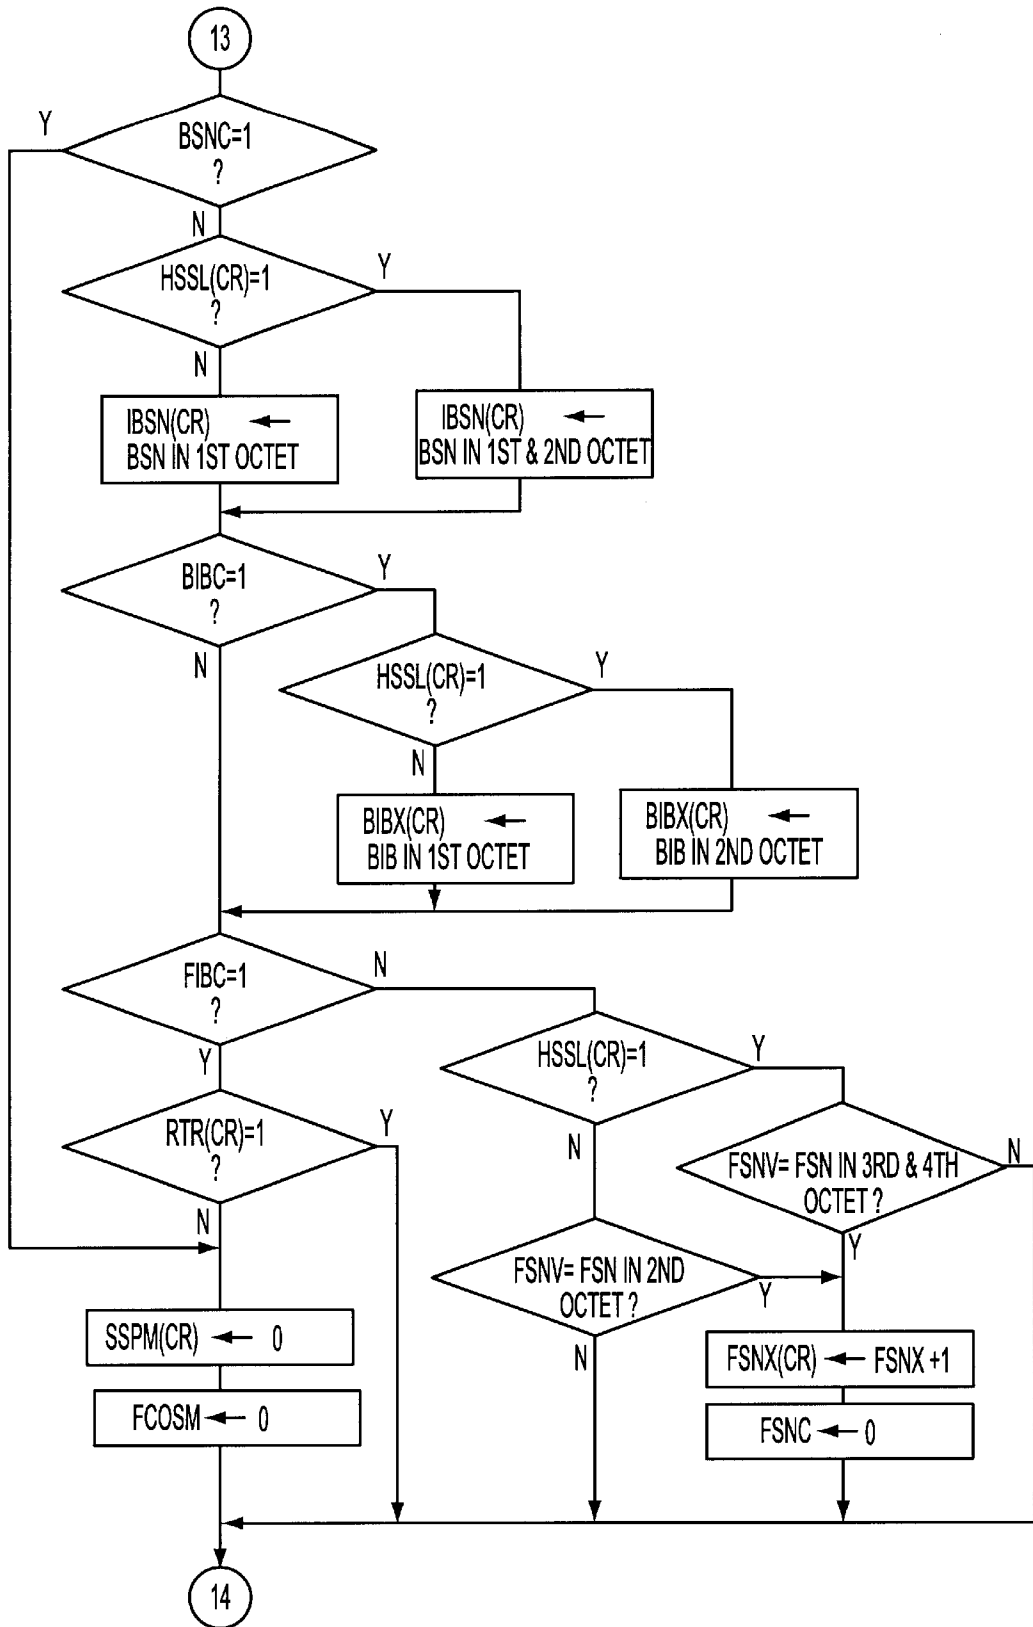 13
Y
BSNC=1
?
N
HSSL(CR)=1
?
Y
N
IBSN(CR) ←
BSN IN 1ST OCTET
IBSN(CR) ←
BSN IN 1ST & 2ND OCTET
BIBC=1
?
Y
N
HSSL(CR)=1
?
Y
N
BIBX(CR) ←
BIB IN 1ST OCTET
BIBX(CR) ←
BIB IN 2ND OCTET
FIBC=1
?
N
Y
HSSL(CR)=1
?
Y
N
RTR(CR)=1
?
Y
N
FSNV= FSN IN 3RD & 4TH
OCTET ?
N
Y
FSNV= FSN IN 2ND
OCTET ?
Y
N
SSPM(CR) ← 0
FCOSM ← 0
FSNX(CR) ← FSNX +1
FSNC ← 0
14